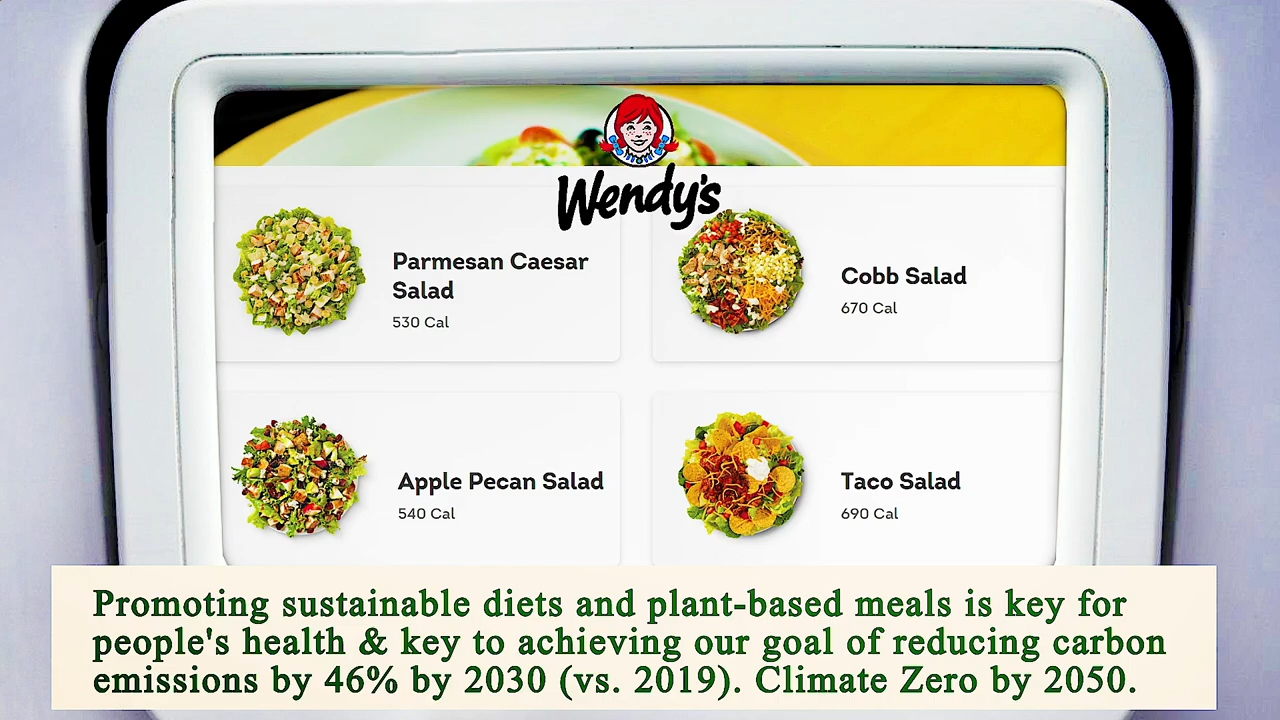 Wendy's
Parmesan Caesar
Salad
530 Cal
Cobb Salad
670 Cal
Apple Pecan Salad
540 Cal
Taco Salad
690 Cal
Promoting sustainable diets and plant-based meals is key for
people's health & key to achieving our goal of reducing carbon
emissions by 46% by 2030 (vs. 2019). Climate Zero by 2050.